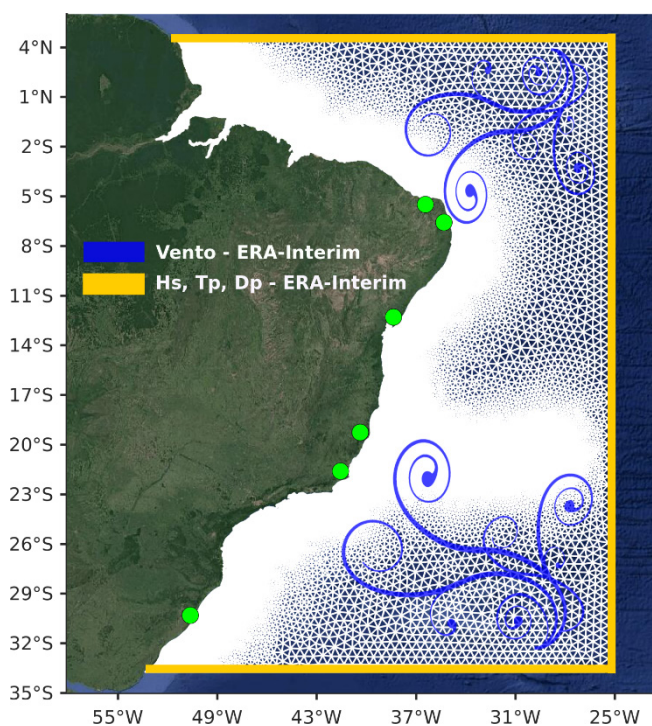 4°N
1°N
2°S
5°S
8°S
Vento - ERA-Interim
Hs, Tp, Dp - ERA-Interim
11°S
14°S
17°S
20°S
23°S
26°S
29°S
32°S
35°S
55°W 49°W 43°W 37°W 31°W 25°W